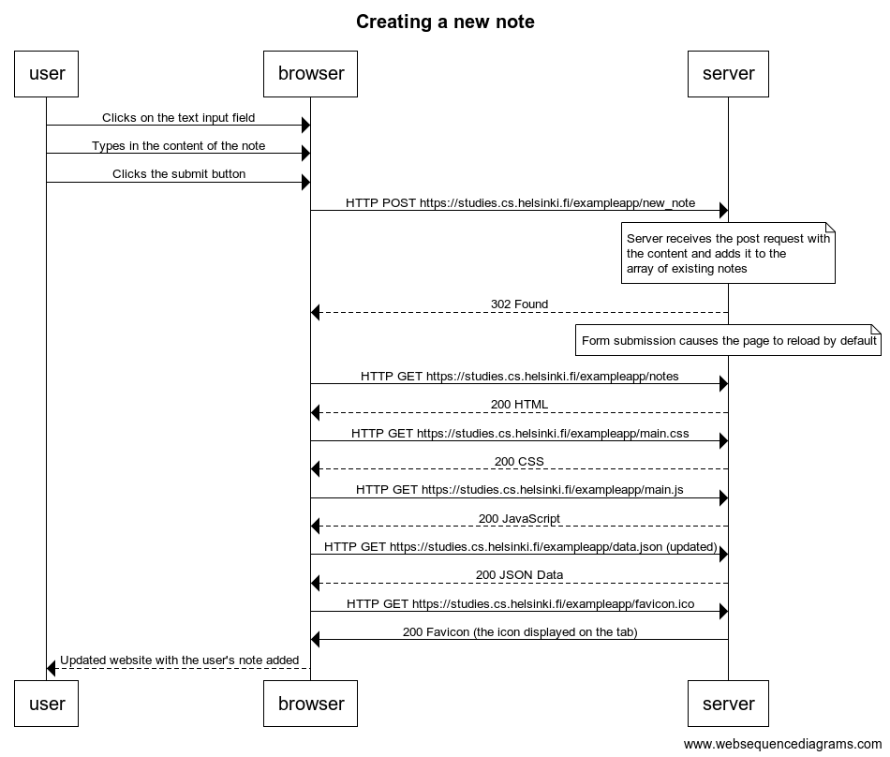 Creating a new note
user
browser
server
Clicks on the text input field
Types in the content of the note
Clicks the submit button
HTTP POST https://studies.cs.helsinki.fi/exampleapp/new_note
Server receives the post request with
the content and adds it to the
array of existing notes
302 Found
Form submission causes the page to reload by default
HTTP GET https://studies.cs.helsinki.fi/exampleapp/notes
200 HTML
HTTP GET https://studies.cs.helsinki.fi/exampleapp/main.css
200 CSS
HTTP GET https://studies.cs.helsinki.fi/exampleapp/main.js
200 JavaScript
HTTP GET https://studies.cs.helsinki.fi/exampleapp/data.json (updated)
200 JSON Data
HTTP GET https://studies.cs.helsinki.fi/exampleapp/favicon.ico
200 Favicon (the icon displayed on the tab)
Updated website with the user's note added
user
browser
server
www.websequencediagrams.com